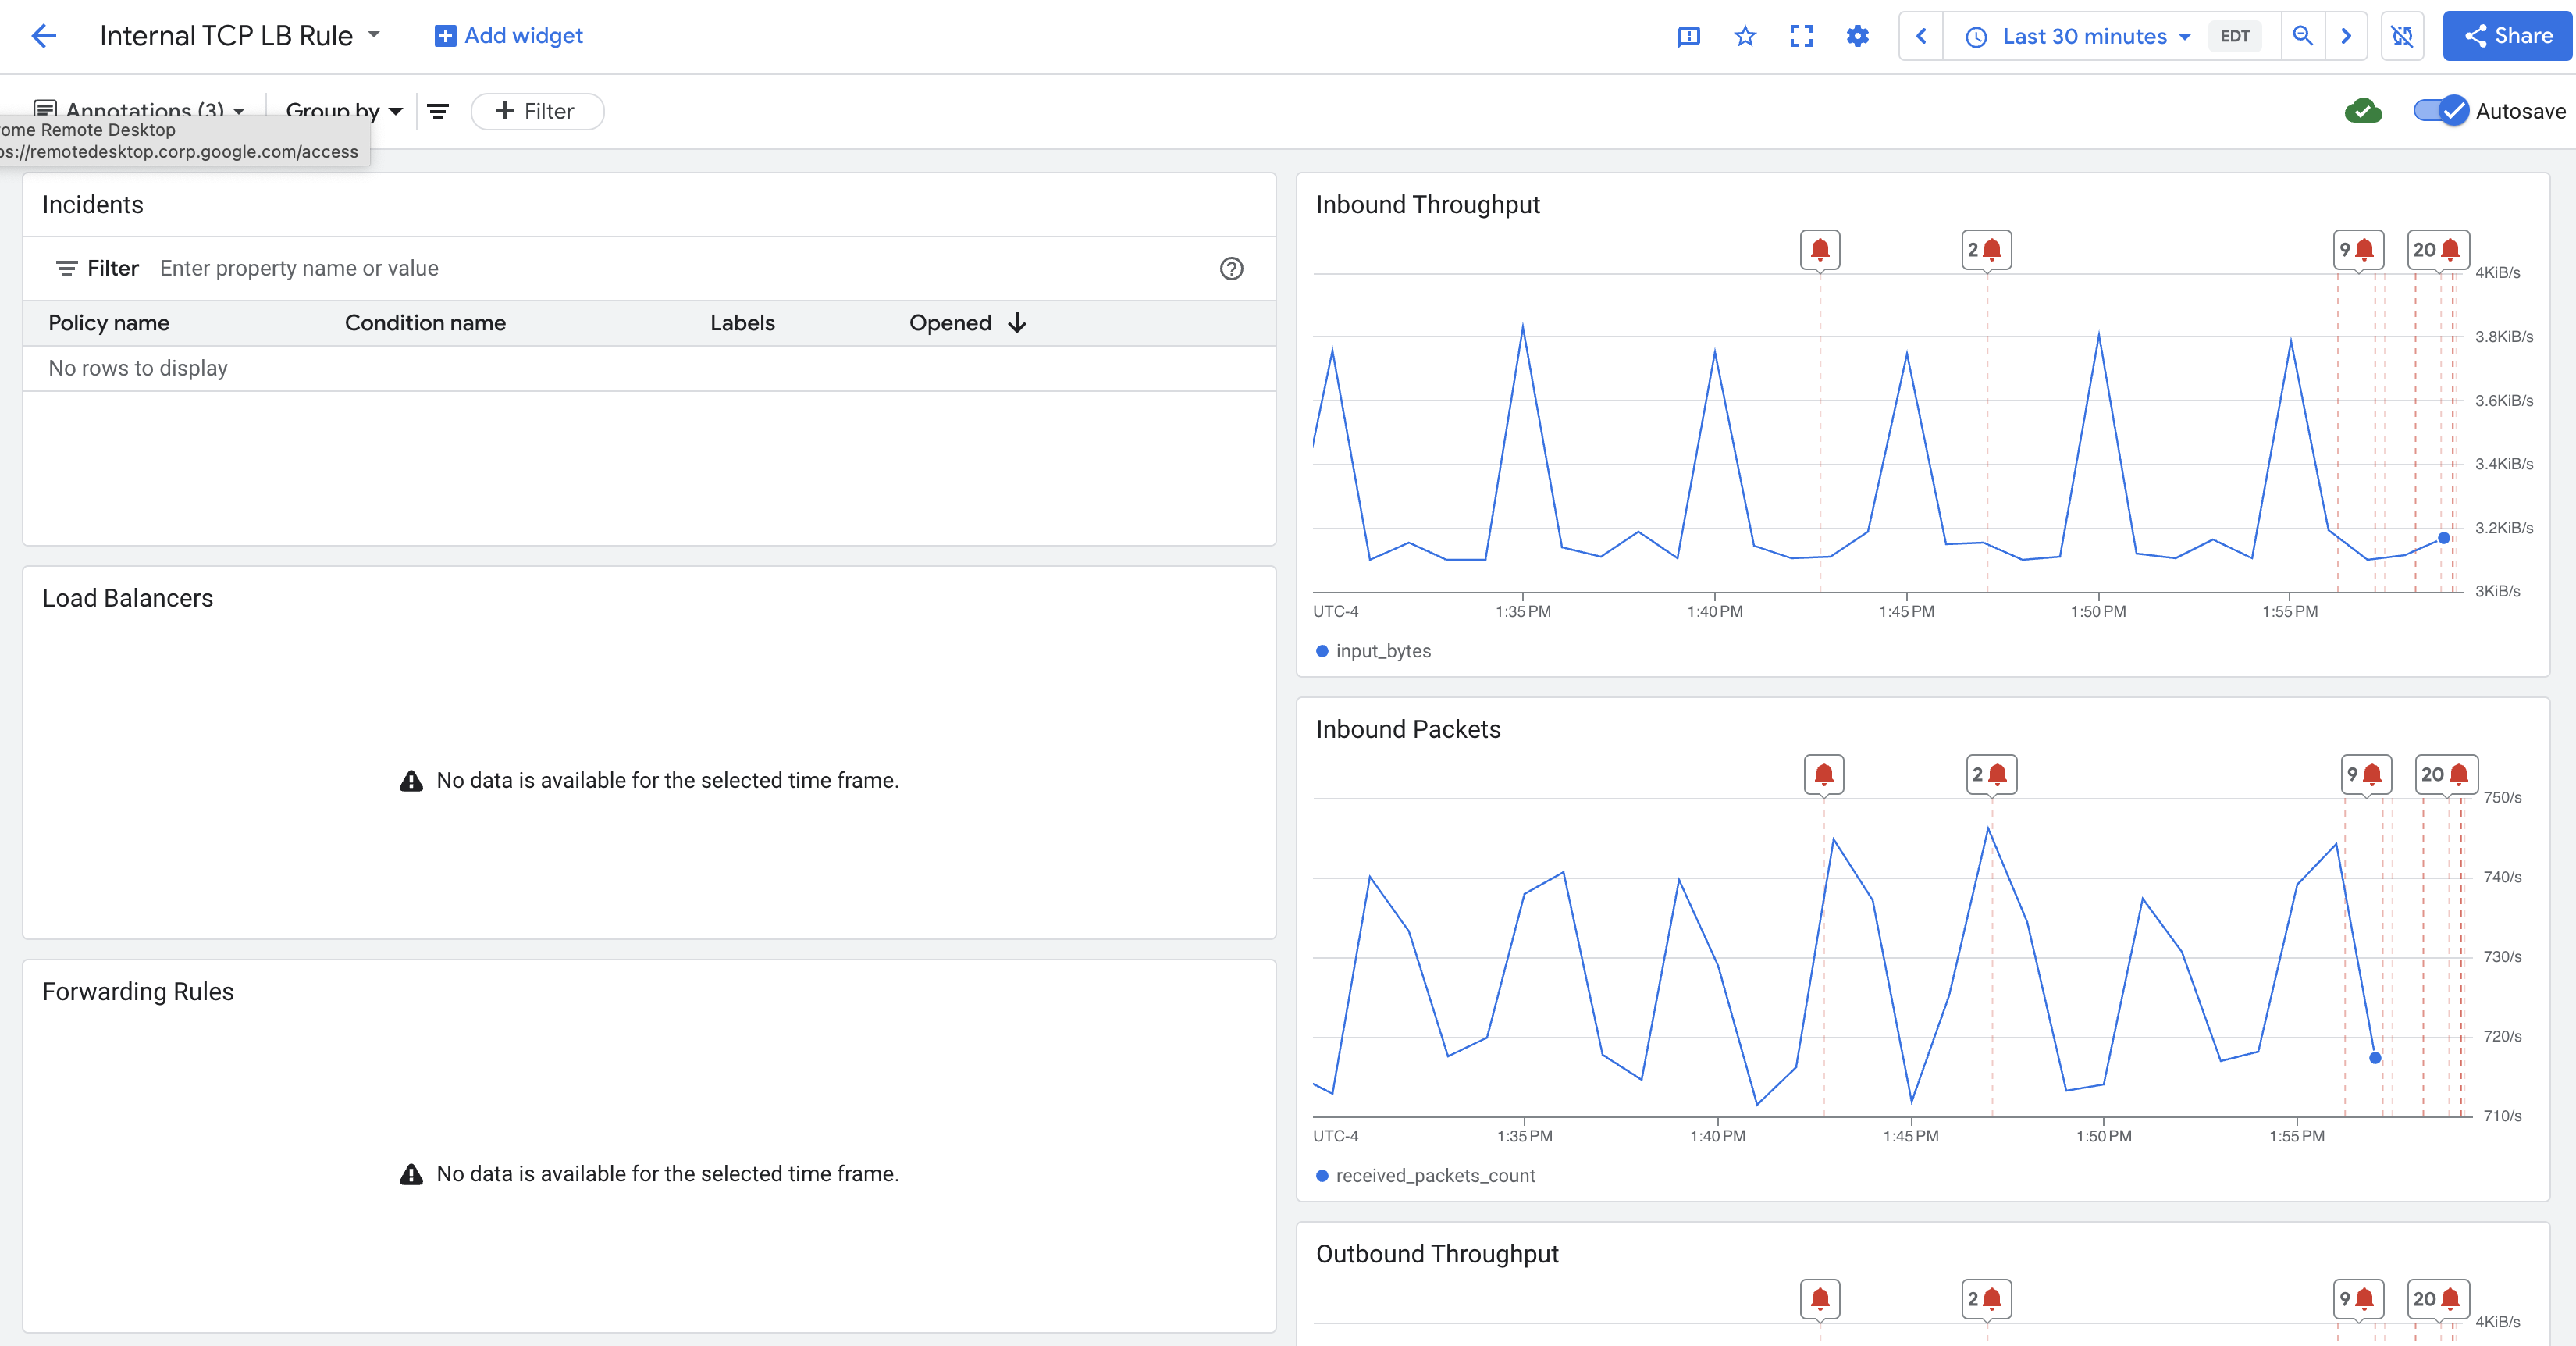 Internal TCP LB Rule
Add widget
Last 30 minutes
EDT
Share
Annotations (3)
Group by
Filter
Autosave
ome Remote Desktop
os://remotedesktop.corp.google.com/access
Incidents
Filter Enter property name or value
Policy name Condition name Labels Opened
No rows to display
Load Balancers
No data is available for the selected time frame.
Forwarding Rules
No data is available for the selected time frame.
Inbound Throughput
2 9 20
4KiB/s
3.8KiB/s
3.6KiB/s
3.4KiB/s
3.2KiB/s
3KiB/s
UTC-4 1:35 PM 1:40 PM 1:45 PM 1:50 PM 1:55 PM
input_bytes
Inbound Packets
2 9 20
750/s
740/s
730/s
720/s
710/s
UTC-4 1:35 PM 1:40 PM 1:45 PM 1:50 PM 1:55 PM
received_packets_count
Outbound Throughput
2 9 20
4KiB/s